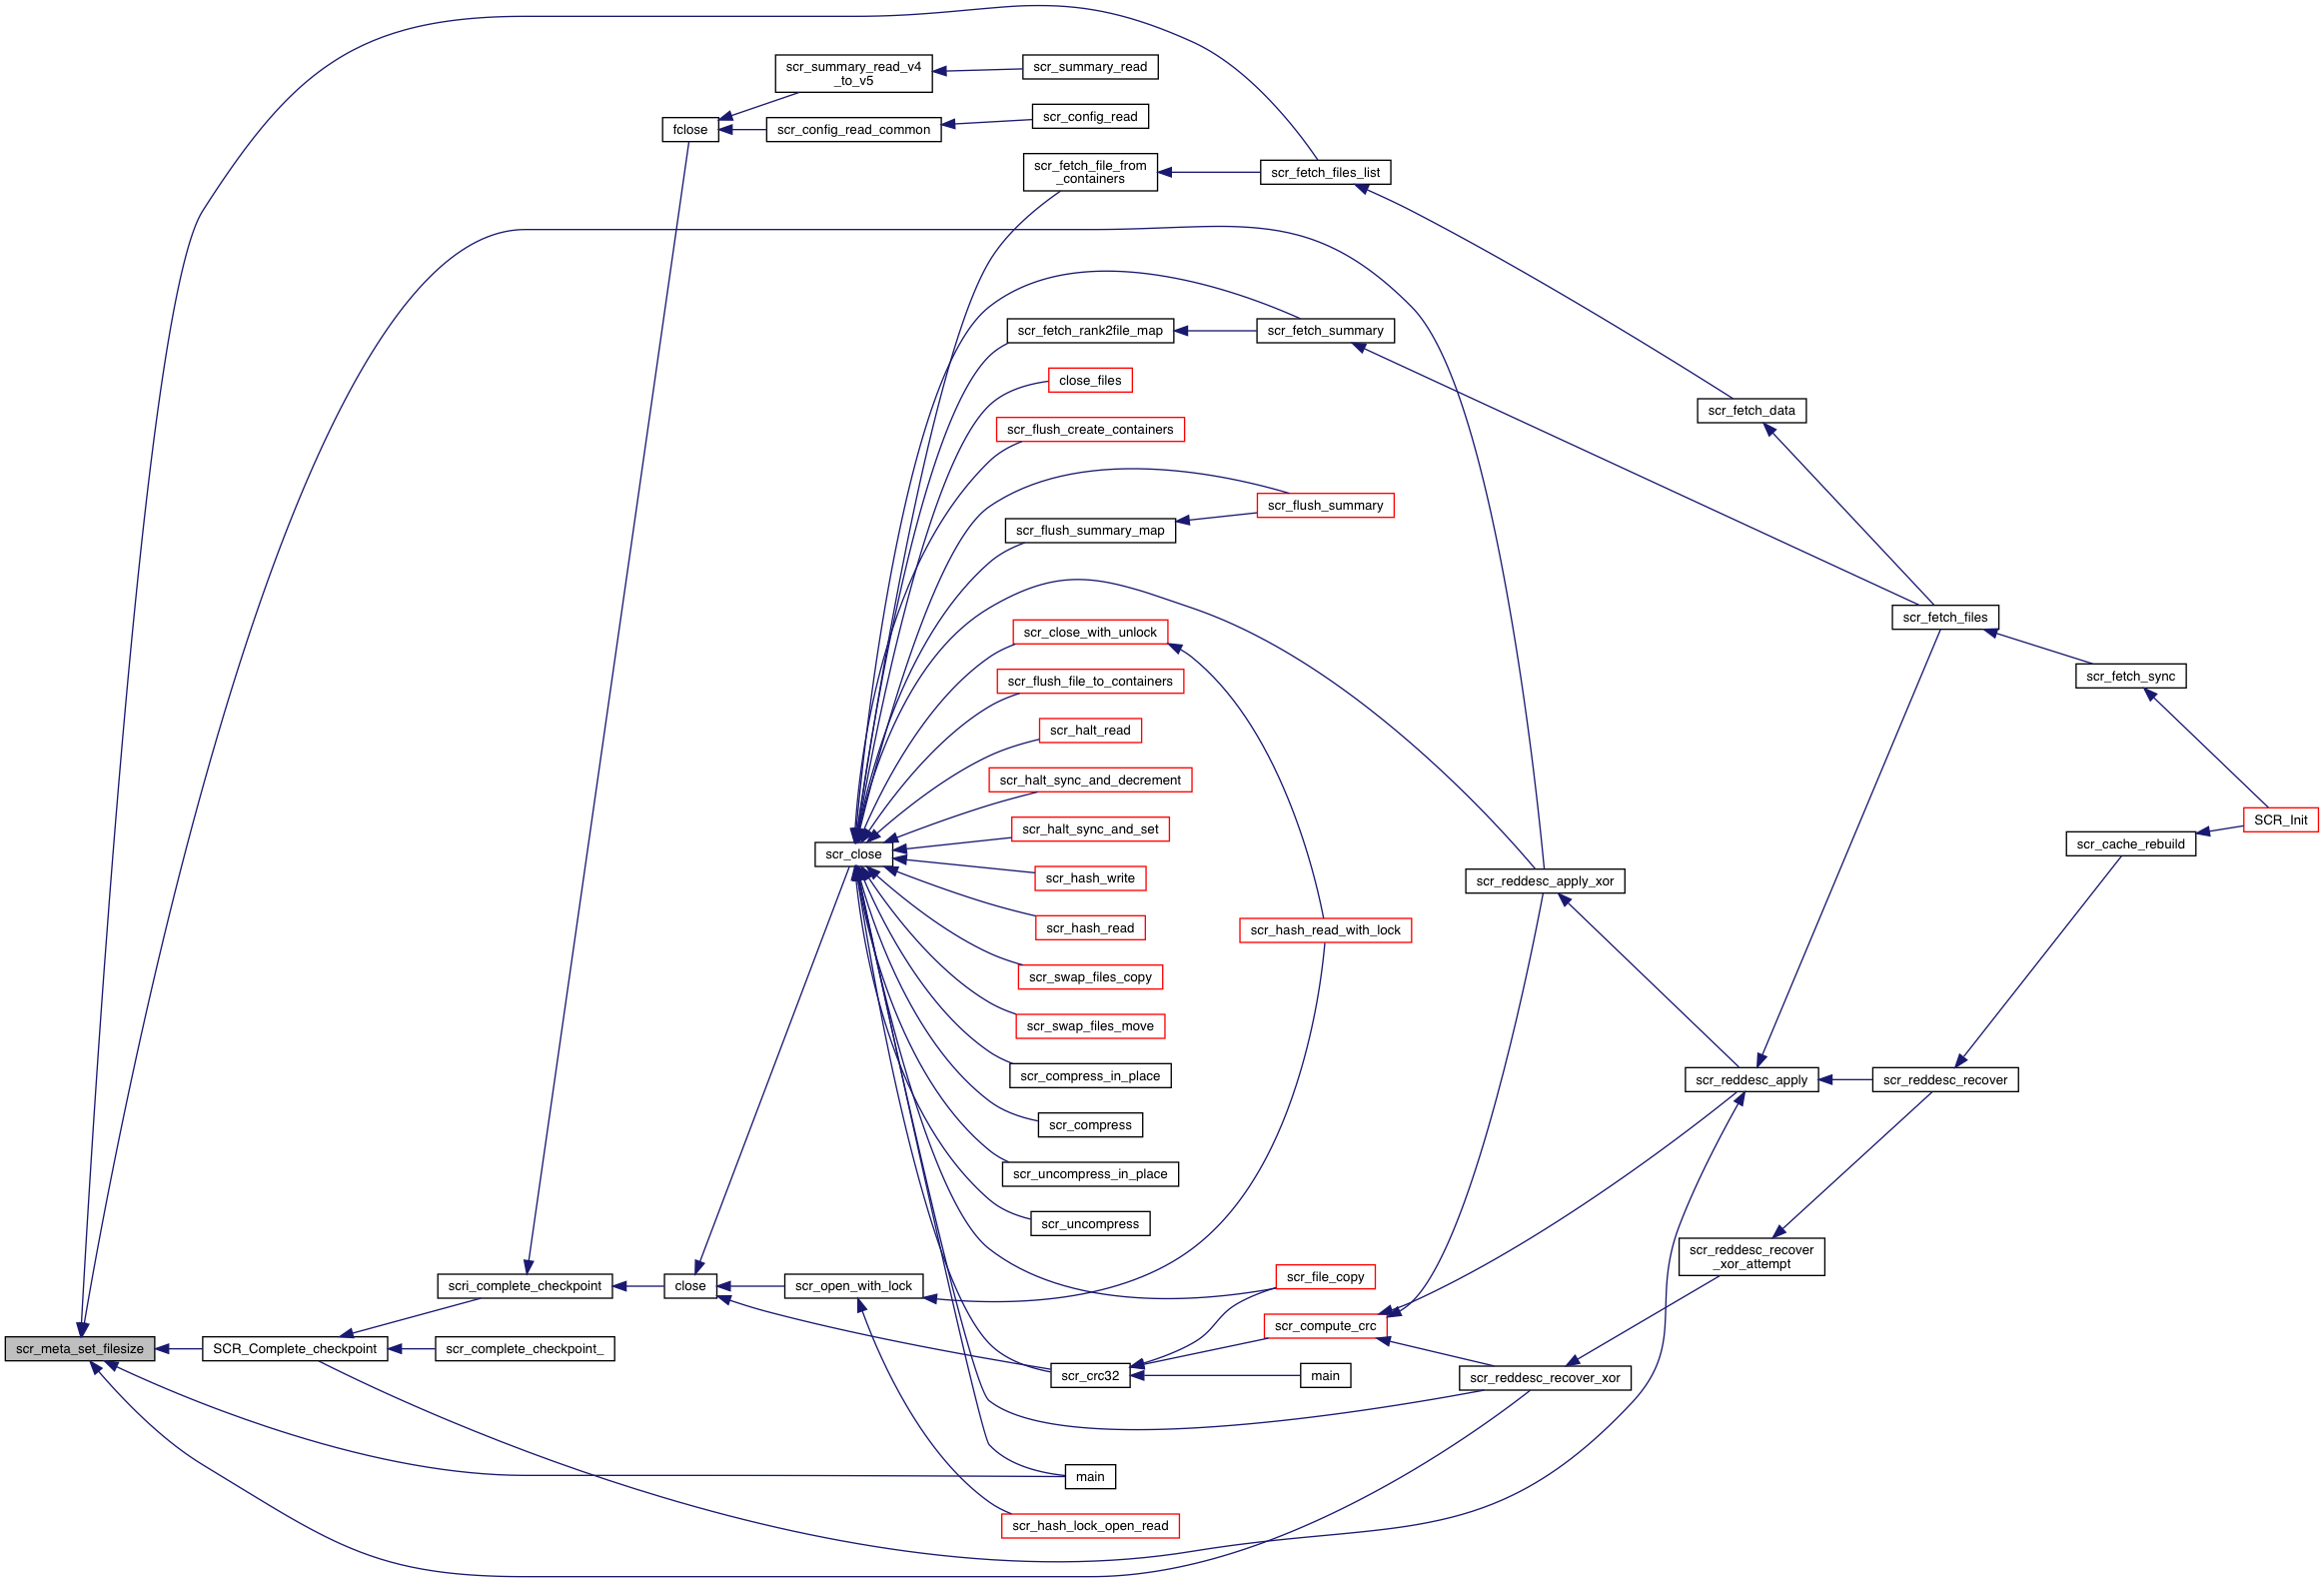 scr_summary_read_v4
_to_v5
scr_summary_read
fclose
scr_config_read_common
scr_config_read
scr_fetch_file_from
_containers
scr_fetch_files_list
scr_fetch_rank2file_map
scr_fetch_summary
close_files
scr_fetch_data
scr_flush_create_containers
scr_flush_summary
scr_flush_summary_map
scr_fetch_files
scr_close_with_unlock
scr_fetch_sync
scr_flush_file_to_containers
scr_halt_read
scr_halt_sync_and_decrement
SCR_Init
scr_halt_sync_and_set
scr_cache_rebuild
scr_close
scr_hash_write
scr_reddesc_apply_xor
scr_hash_read
scr_hash_read_with_lock
scr_swap_files_copy
scr_swap_files_move
scr_compress_in_place
scr_reddesc_apply
scr_reddesc_recover
scr_compress
scr_uncompress_in_place
scr_uncompress
scr_reddesc_recover
_xor_attempt
scri_complete_checkpoint
close
scr_open_with_lock
scr_file_copy
scr_compute_crc
scr_meta_set_filesize
SCR_Complete_checkpoint
scr_complete_checkpoint_
scr_crc32
main
scr_reddesc_recover_xor
main
scr_hash_lock_open_read